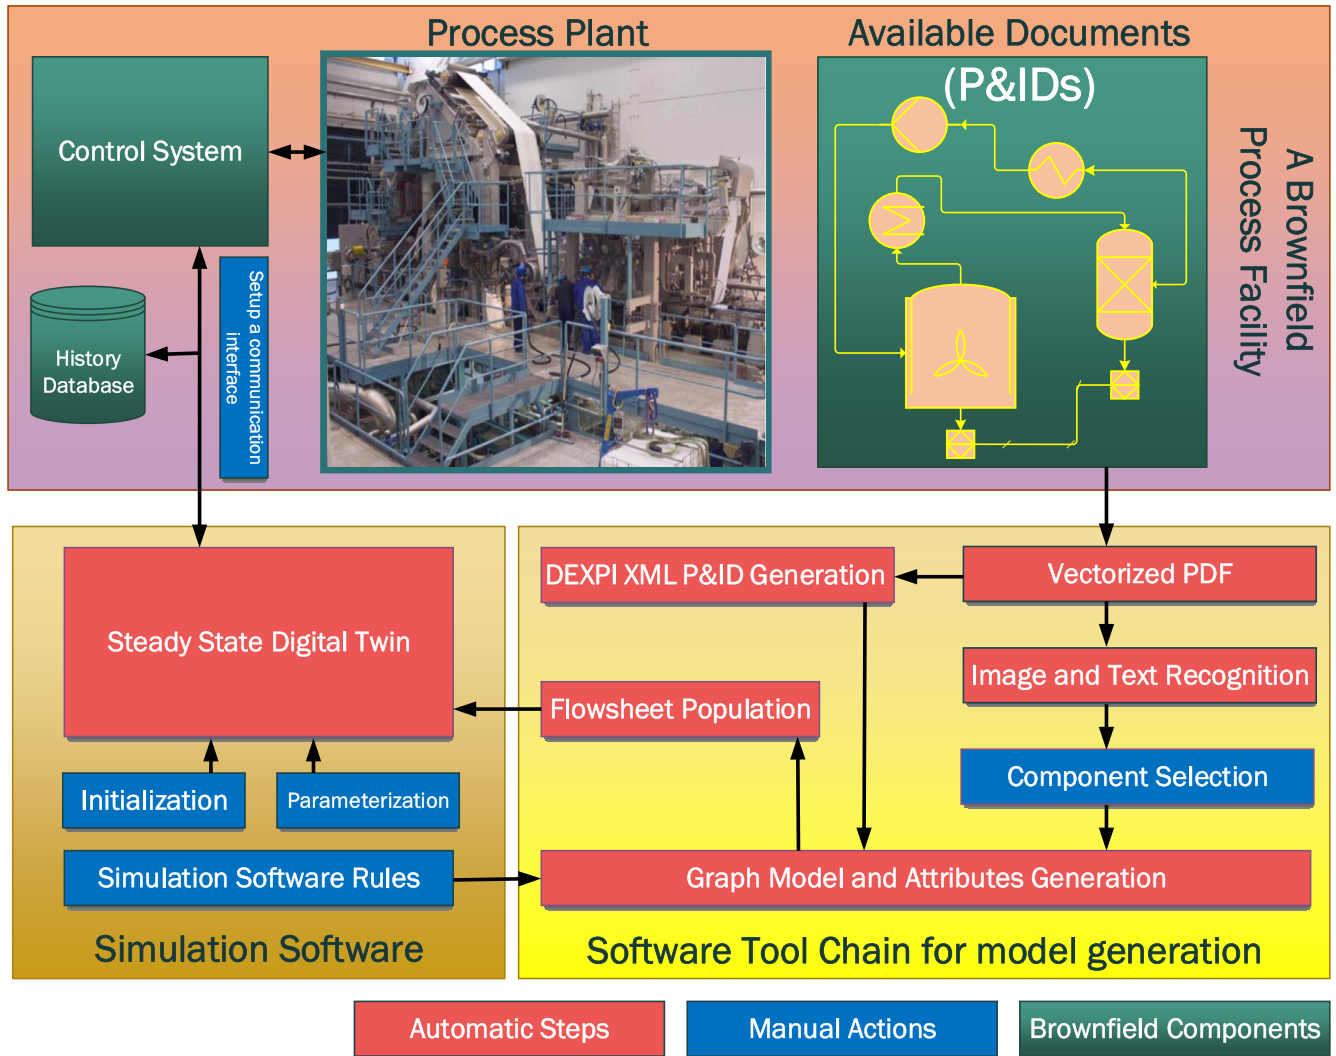 Process Plant
Available Documents
(P&IDs)
Control System
A Brownfield
Process Facility
Setup a communication
interface
History
Database
DEXPI XML P&ID Generation
Vectorized PDF
Steady State Digital Twin
Image and Text Recognition
Flowsheet Population
Component Selection
Initialization
Parameterization
Simulation Software Rules
Graph Model and Attributes Generation
Simulation Software
Software Tool Chain for model generation
Automatic Steps
Manual Actions
Brownfield Components